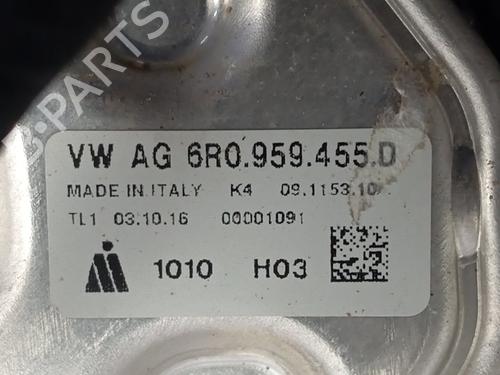 B-PARTS
VW AG 6R0.959.455.D
MADE IN ITALY K4 09.1153.10
TL1 03.10.16 00001091
1010 H03